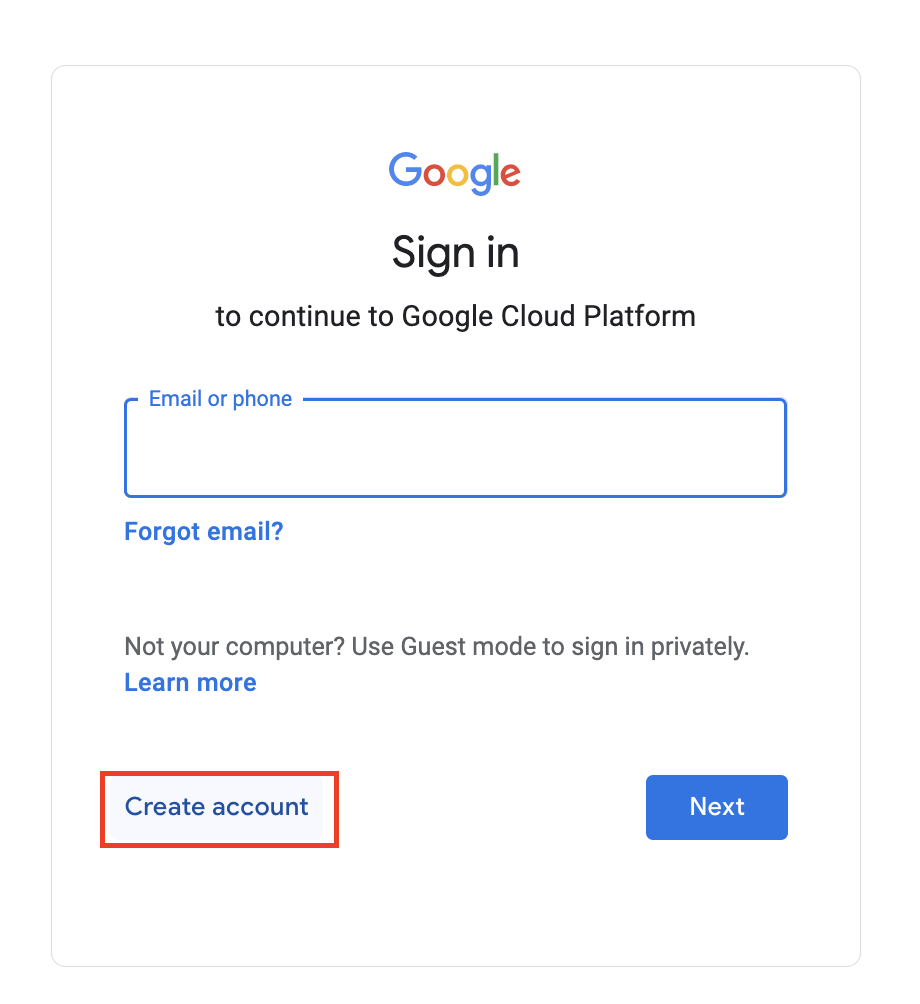 Google
Sign in
to continue to Google Cloud Platform
Email or phone
Forgot email?
Not your computer? Use Guest mode to sign in privately.
Learn more
Create account
Next